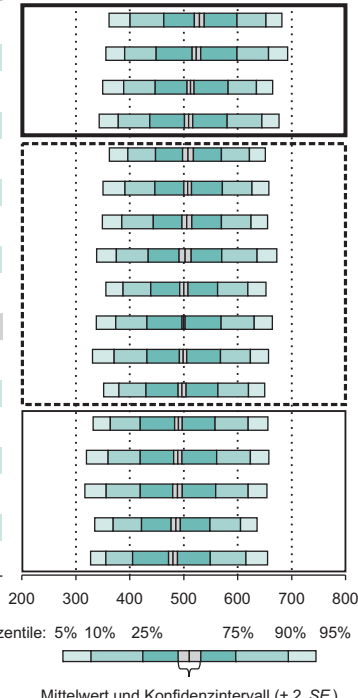 200 300 400 500 600 700 800
zentile: 5% 10% 25% 75% 90% 95%
Mittelwert und Konfidenzintervall (± 2 SE)